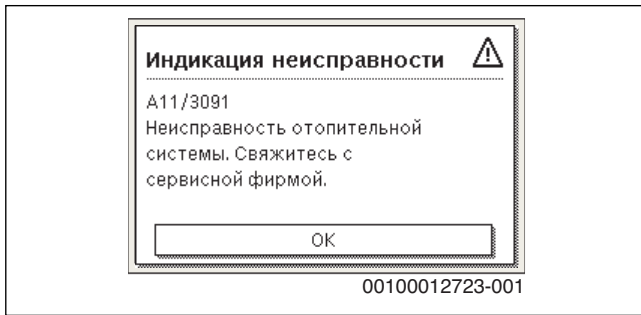 Индикация неисправности
A11/3091
Неисправность отопительной
системы. Свяжитесь с
сервисной фирмой.
OK
00100012723-001